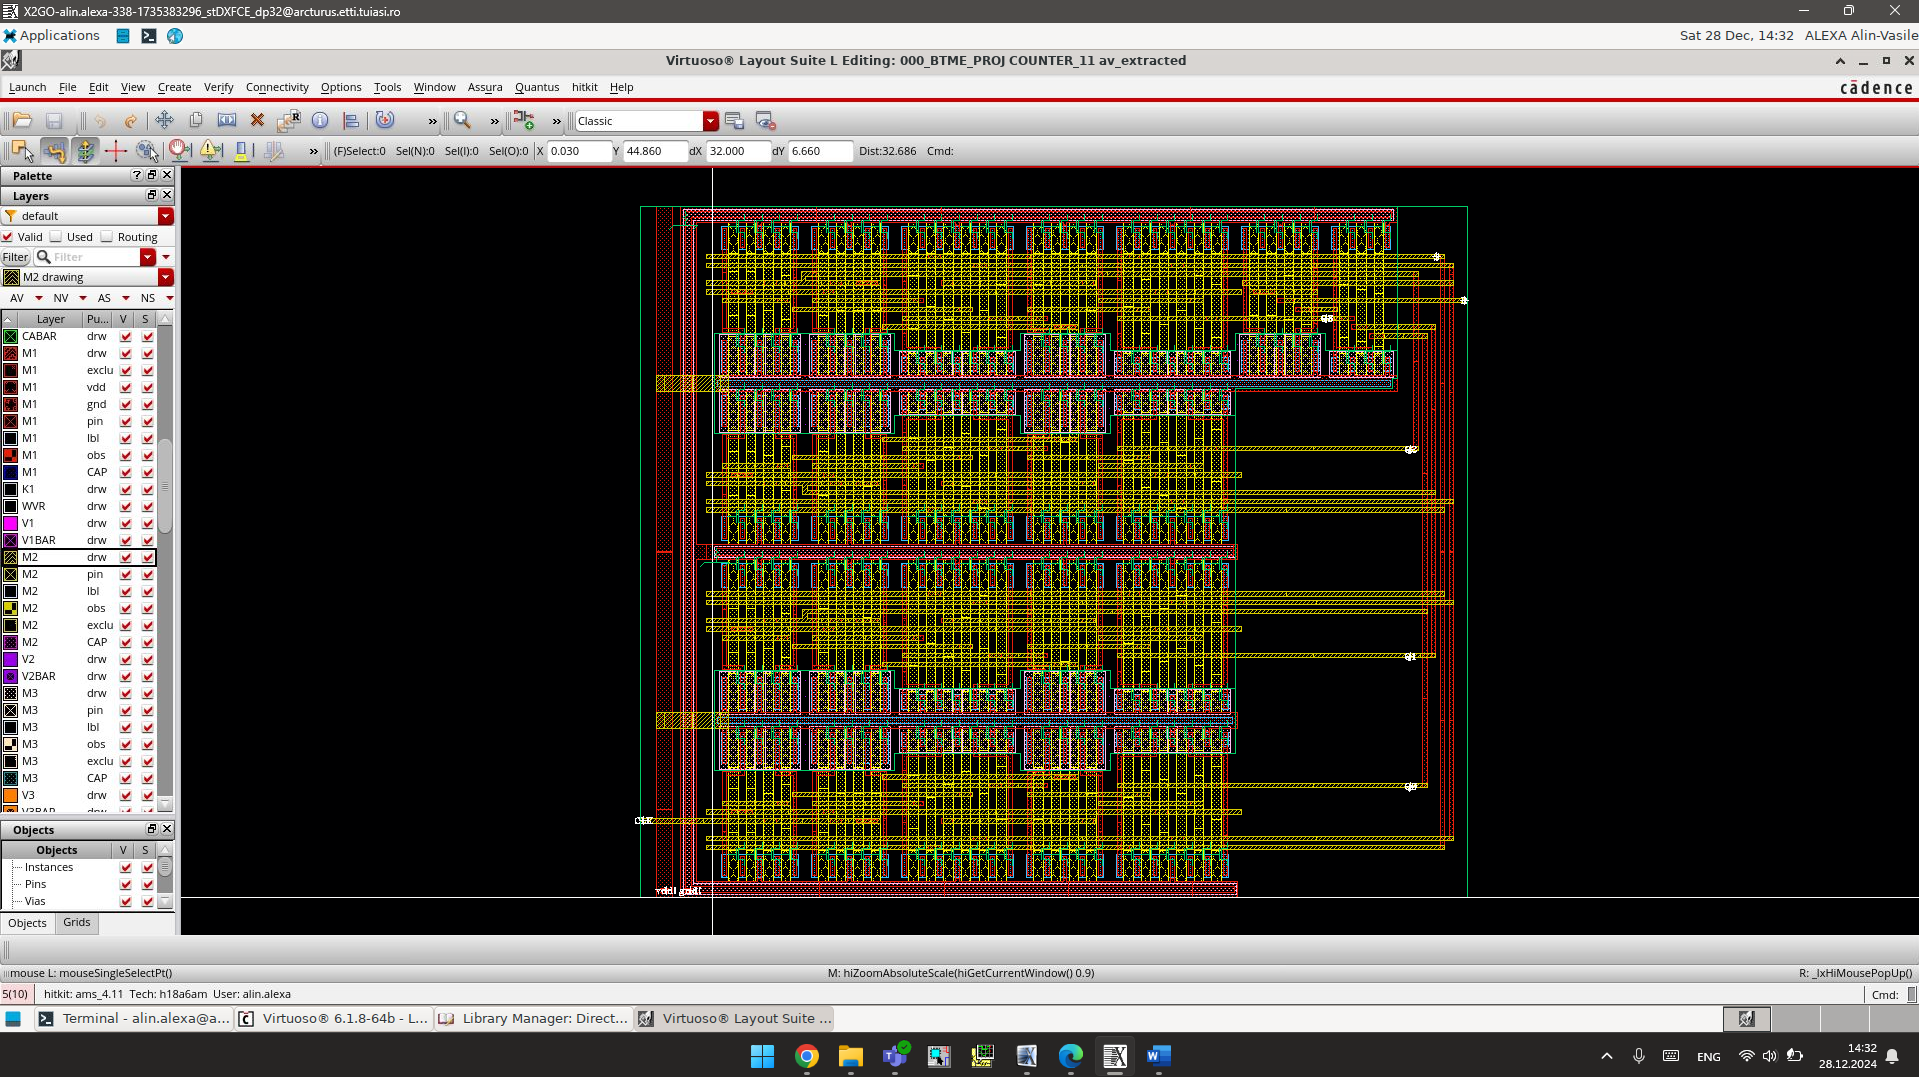 X2GO-alin.alexa-338-1735383296_stDXFCE_dp32@arcturus.etti.tuiasi.ro
Applications
Sat 28 Dec, 14:32 ALEXA Alin-Vasile
Virtuoso® Layout Suite L Editing: 000_BTME_PROJ COUNTER_11 av_extracted
Launch File Edit View Create Verify Connectivity Options Tools Window Assura Quantus hitkit Help
cādence
Classic
(F)Select:0 Sel(N):0 Sel(I):0 Sel(O):0 X 0.030 Y 44.860 dX 32.000 dY 6.660 Dist:32.686 Cmd:
Palette
Layers
default
Valid Used Routing
Filter Filter
M2 drawing
AV NV AS NS
Layer Pu... V S
CABAR drw
M1 drw
M1 exclu
M1 vdd
M1 gnd
M1 pin
M1 lbl
M1 obs
M1 CAP
K1 drw
WVR drw
V1 drw
V1BAR drw
M2 drw
M2 pin
M2 lbl
M2 obs
M2 exclu
M2 CAP
V2 drw
V2BAR drw
M3 drw
M3 pin
M3 lbl
M3 obs
M3 exclu
M3 CAP
V3 drw
V3BAR drw
Objects
Objects V S
Instances
Pins
Vias
Objects Grids
mouse L: mouseSingleSelectPt()
M: hiZoomAbsoluteScale(hiGetCurrentWindow() 0.9)
R: _lxHiMousePopUp()
5(10) hitkit: ams_4.11 Tech: h18a6am User: alin.alexa
Cmd:
Terminal - alin.alexa@a...
Virtuoso® 6.1.8-64b - L...
Library Manager: Direct...
Virtuoso® Layout Suite ...
ENG
14:32
28.12.2024